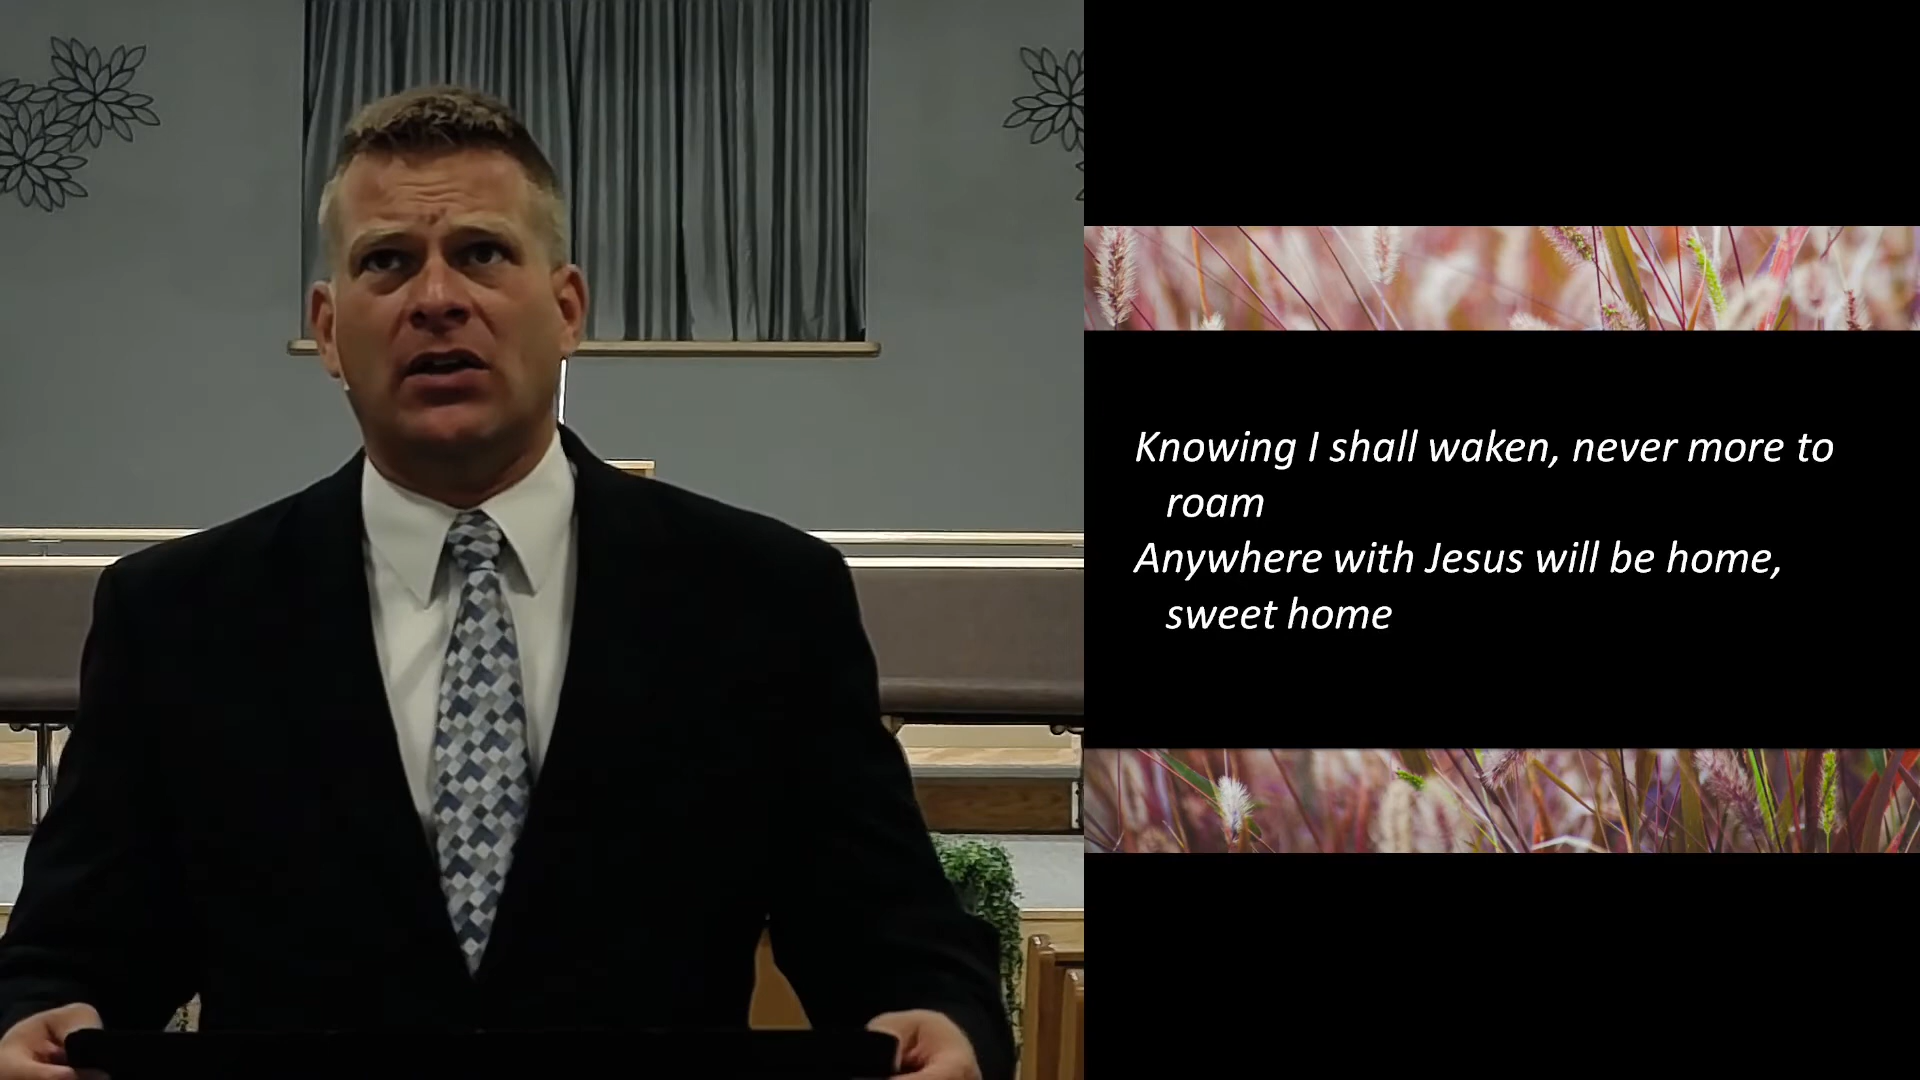 Knowing I shall waken, never more to
roam
Anywhere with Jesus will be home,
sweet home